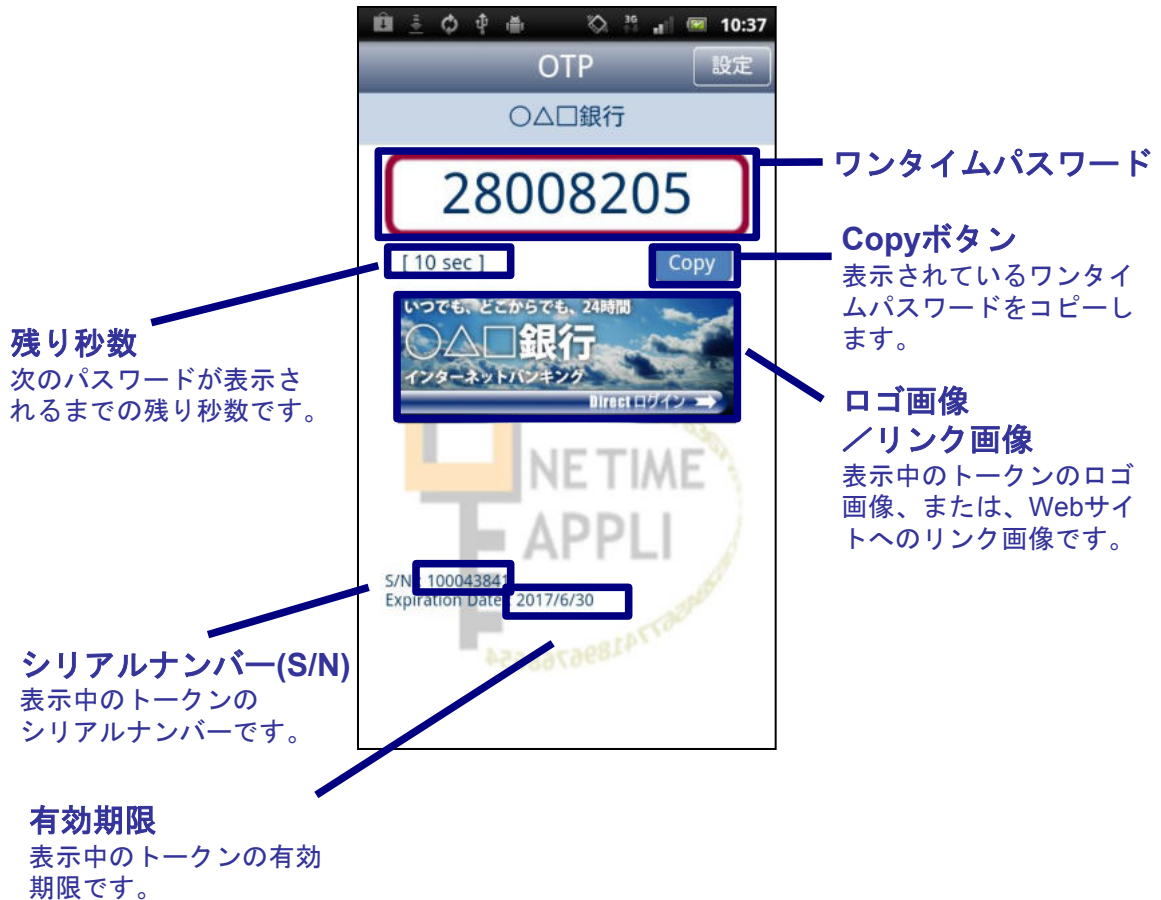 3G
10:37
OTP
設定
○△□銀行
28008205
ワンタイムパスワード
[ 10 sec ]
Copy
Copyボタン
表示されているワンタイ
ムパスワードをコピーし
ます。
いつでも、どこからでも、24時間
○△□銀行
インターネットバンキング
Direct ログイン
残り秒数
次のパスワードが表示さ
れるまでの残り秒数です。
ロゴ画像
／リンク画像
表示中のトークンのロゴ
画像、または、Webサイ
トへのリンク画像です。
NE TIME
APPLI
S/N : 100043841
Expiration Date : 2017/6/30
シリアルナンバー(S/N)
表示中のトークンの
シリアルナンバーです。
有効期限
表示中のトークンの有効
期限です。